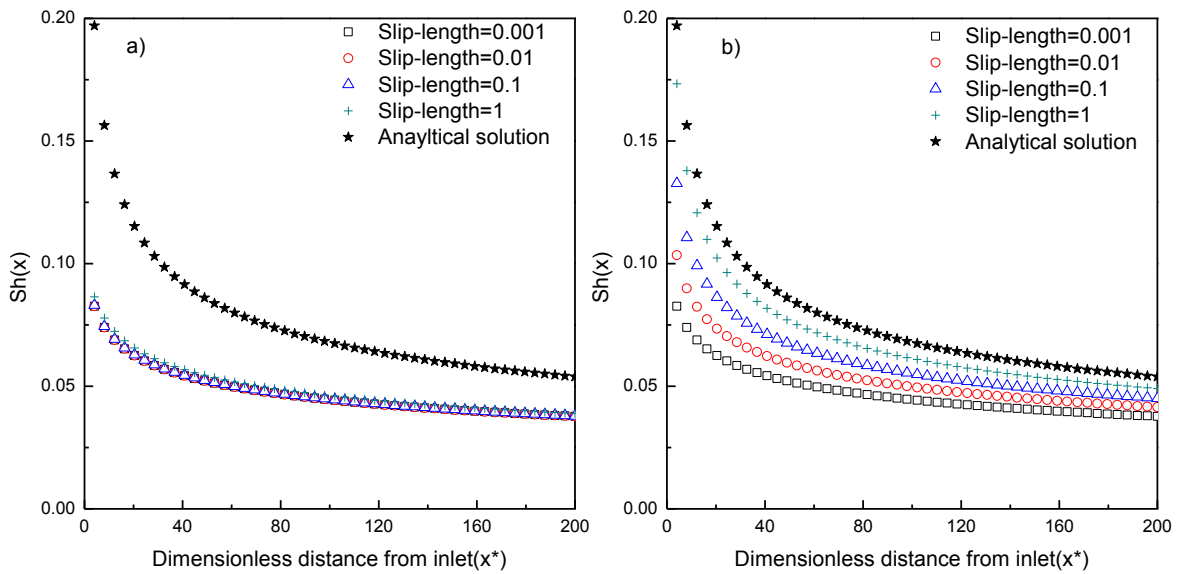 a)
Slip-length=0.001
Slip-length=0.01
Slip-length=0.1
Slip-length=1
Anayltical solution
0.20
0.15
0.10
0.05
0.00
Sh(x)
0 40 80 120 160 200
Dimensionless distance from inlet(x*)
b)
Slip-length=0.001
Slip-length=0.01
Slip-length=0.1
Slip-length=1
Analytical solution
0.20
0.15
0.10
0.05
0.00
Sh(x)
0 40 80 120 160 200
Dimensionless distance from inlet(x*)